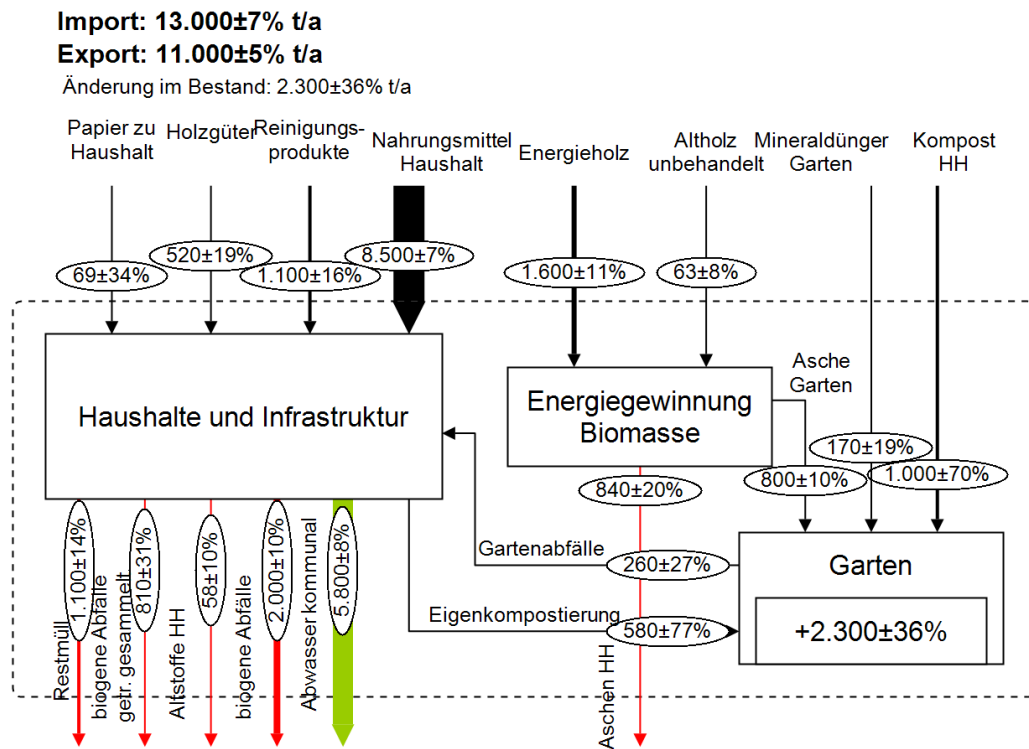 Import: 13.000±7% t/a
Export: 11.000±5% t/a
Änderung im Bestand: 2.300±36% t/a
Papier zu
Haushalt
Holzgüter
Reinigungs-
produkte
Nahrungsmittel
Haushalt
Energieholz
Altholz
unbehandelt
Mineraldünger
Garten
Kompost
HH
69±34%
520±19%
1.100±16%
8.500±7%
1.600±11%
63±8%
Haushalte und Infrastruktur
Energiegewinnung
Biomasse
Asche
Garten
170±19%
1.000±70%
800±10%
840±20%
Gartenabfälle
260±27%
Eigenkompostierung
580±77%
Garten
+2.300±36%
Restmüll
1.100±14%
biogene Abfälle
getr. gesammelt.
810±31%
Altstoffe HH
58±10%
biogene Abfälle
2.000±10%
Abwasser kommunal
5.800±8%
Aschen HH